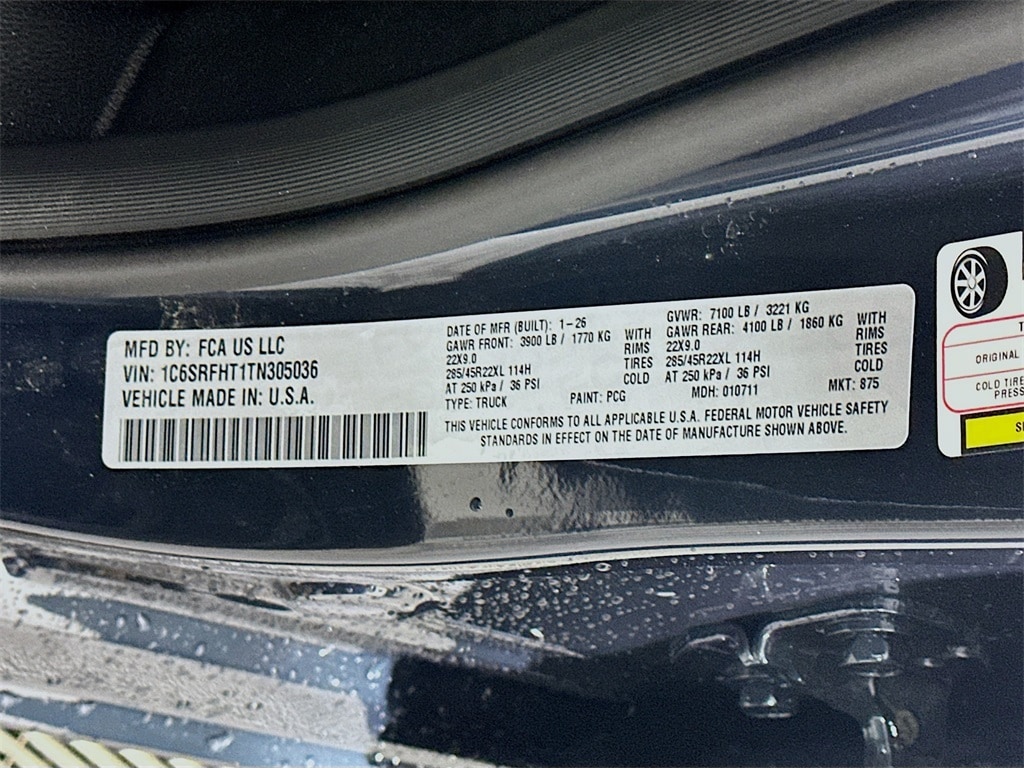 MFD BY: FCA US LLC
VIN: 1C6SRFHT1TN305036
VEHICLE MADE IN: U.S.A.
DATE OF MFR (BUILT): 1-26
GAWR FRONT: 3900 LB / 1770 KG WITH
22X9.0 RIMS
285/45R22XL 114H TIRES
AT 250 kPa / 36 PSI COLD
TYPE: TRUCK PAINT: PCG
GVWR: 7100 LB / 3221 KG
GAWR REAR: 4100 LB / 1860 KG WITH
22X9.0 RIMS
285/45R22XL 114H TIRES
AT 250 kPa / 36 PSI COLD
MDH: 010711 MKT: 875
THIS VEHICLE CONFORMS TO ALL APPLICABLE U.S.A. FEDERAL MOTOR VEHICLE SAFETY
STANDARDS IN EFFECT ON THE DATE OF MANUFACTURE SHOWN ABOVE.
ORIGINAL
COLD TIRE
PRESS